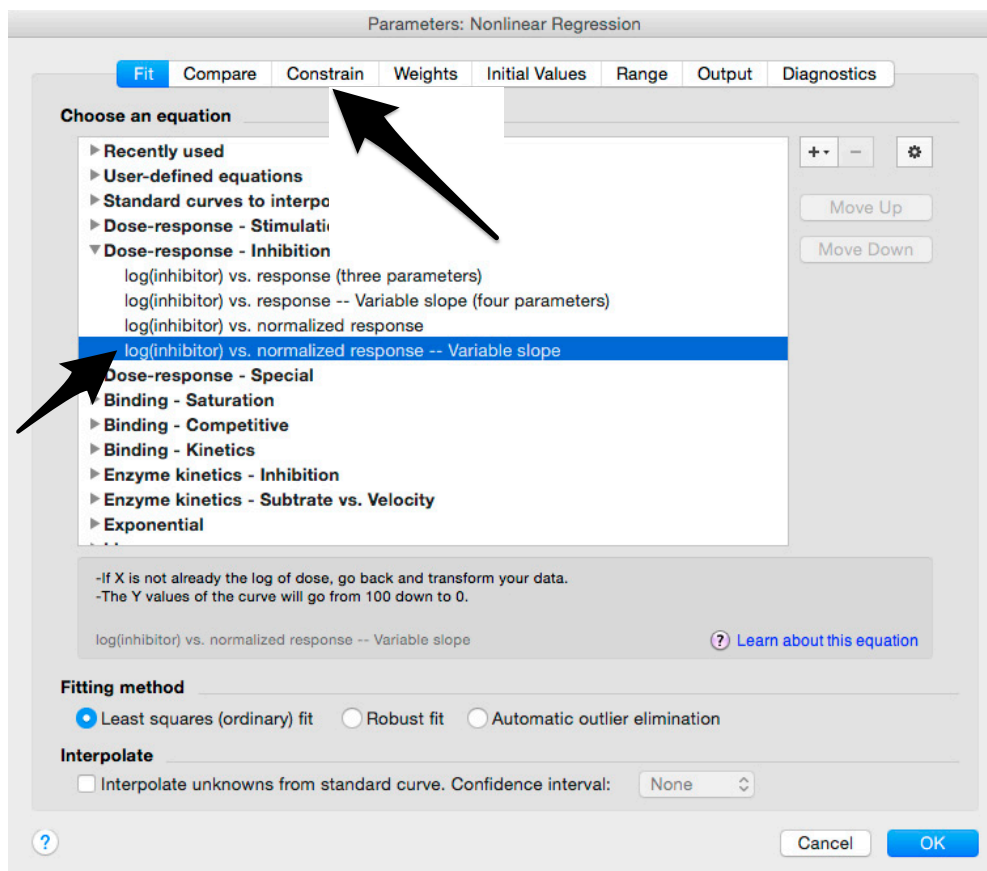 Parameters: Nonlinear Regression
Fit Compare Constrain Weights Initial Values Range Output Diagnostics
Choose an equation
Recently used
User-defined equations
Standard curves to interpo
Dose-response - Stimulati
Dose-response - Inhibition
log(inhibitor) vs. response (three parameters)
log(inhibitor) vs. response -- Variable slope (four parameters)
log(inhibitor) vs. normalized response
log(inhibitor) vs. normalized response -- Variable slope
Dose-response - Special
Binding - Saturation
Binding - Competitive
Binding - Kinetics
Enzyme kinetics - Inhibition
Enzyme kinetics - Subtrate vs. Velocity
Exponential
+ -
Move Up
Move Down
-If X is not already the log of dose, go back and transform your data.
-The Y values of the curve will go from 100 down to 0.
log(inhibitor) vs. normalized response -- Variable slope
? Learn about this equation
Fitting method
Least squares (ordinary) fit Robust fit Automatic outlier elimination
Interpolate
Interpolate unknowns from standard curve. Confidence interval: None
? Cancel OK